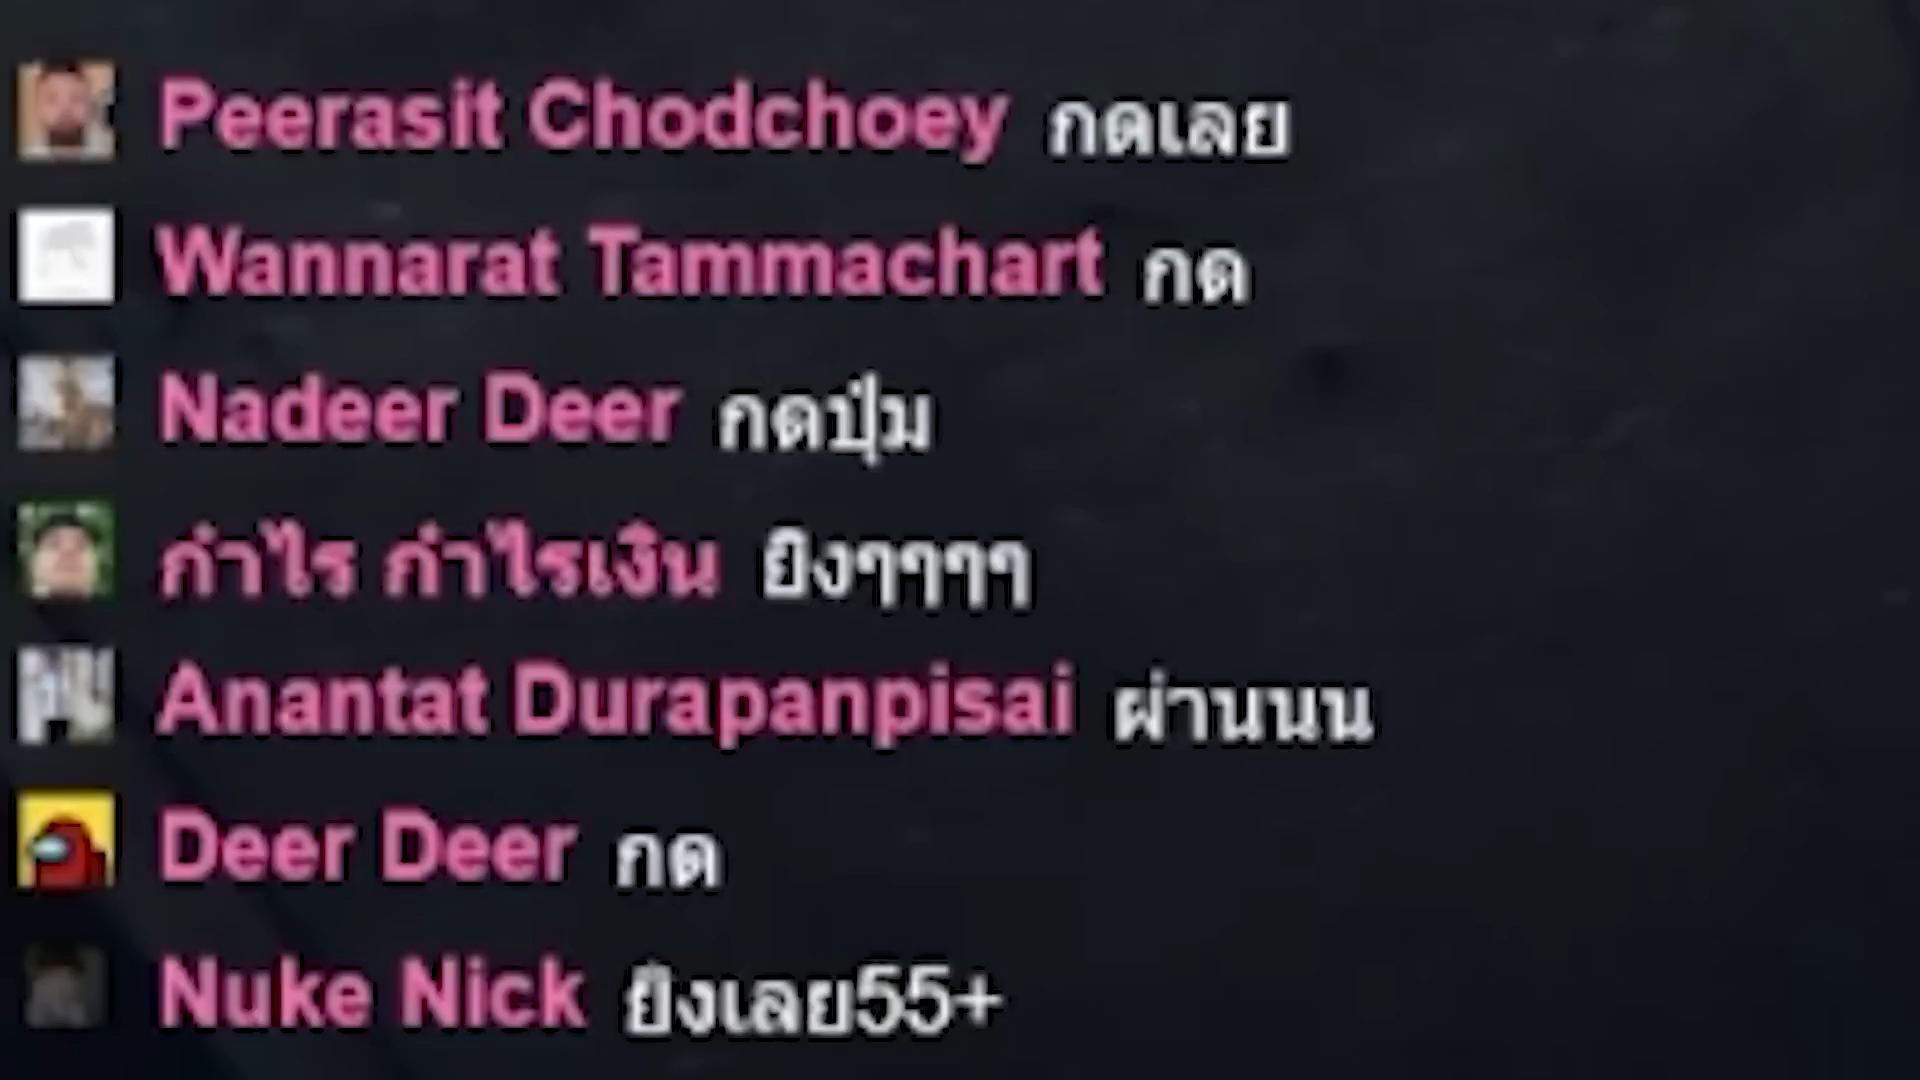 Peerasit Chodchoey กดเลย
Wannarat Tammachart กด
Nadeer Deer กดปุ่ม
กำไร กำไรเงิน ยิงๆๆๆๆ
Anantat Durapanpisai ผ่านนน
Deer Deer กด
Nuke Nick ยิงเลย55+